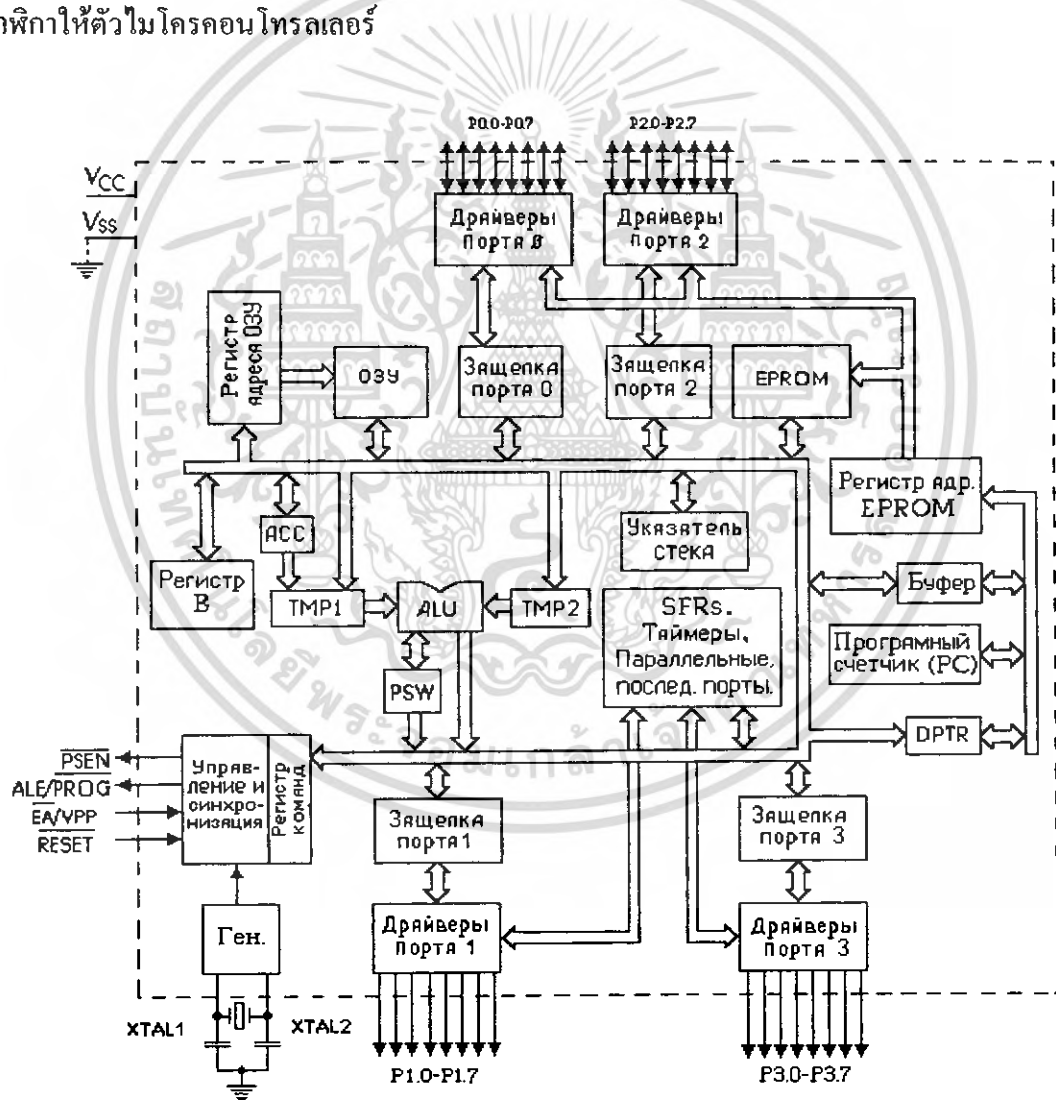 าฬิกาให้ตัวไมโครคอนโทรลเลอร์
P0.0-P0.7
P2.0-P2.7
VCC
VSS
Драйверы
порта 0
Драйверы
порта 2
Регистр
адреса ОЗУ
ОЗУ
Защелка
порта 0
Защелка
порта 2
EPROM
Регистр адр.
EPROM
ACC
Указатель
стека
Регистр
B
TMP1
ALU
TMP2
SFRs.
Таймеры.
Параллельные,
послед. порты.
Буфер
Програмный
счетчик (PC)
PSW
DPTR
PSEN
ALE/PROG
EA/VPP
RESET
Управ-
ление и
синхро-
низация
Регистр
команд
Защелка
порта 1
Защелка
порта 3
Ген.
Драйверы
порта 1
Драйверы
порта 3
XTAL1
XTAL2
P1.0-P1.7
P3.0-P3.7